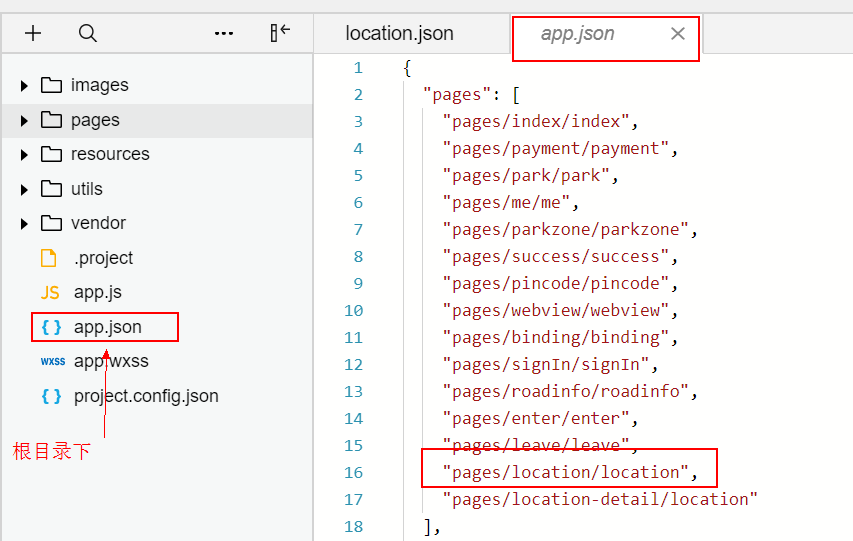 location.json
app.json
images
pages
resources
utils
vendor
.project
JS app.js
{ } app.json
wxss app.wxss
{ } project.config.json
根目录下
1 {
2 "pages": [
3 "pages/index/index",
4 "pages/payment/payment",
5 "pages/park/park",
6 "pages/me/me",
7 "pages/parkzone/parkzone",
8 "pages/success/success",
9 "pages/pincode/pincode",
10 "pages/webview/webview",
11 "pages/binding/binding",
12 "pages/signIn/signIn",
13 "pages/roadinfo/roadinfo",
14 "pages/enter/enter",
15 "pages/leave/leave",
16 "pages/location/location",
17 "pages/location-detail/location"
18 ],